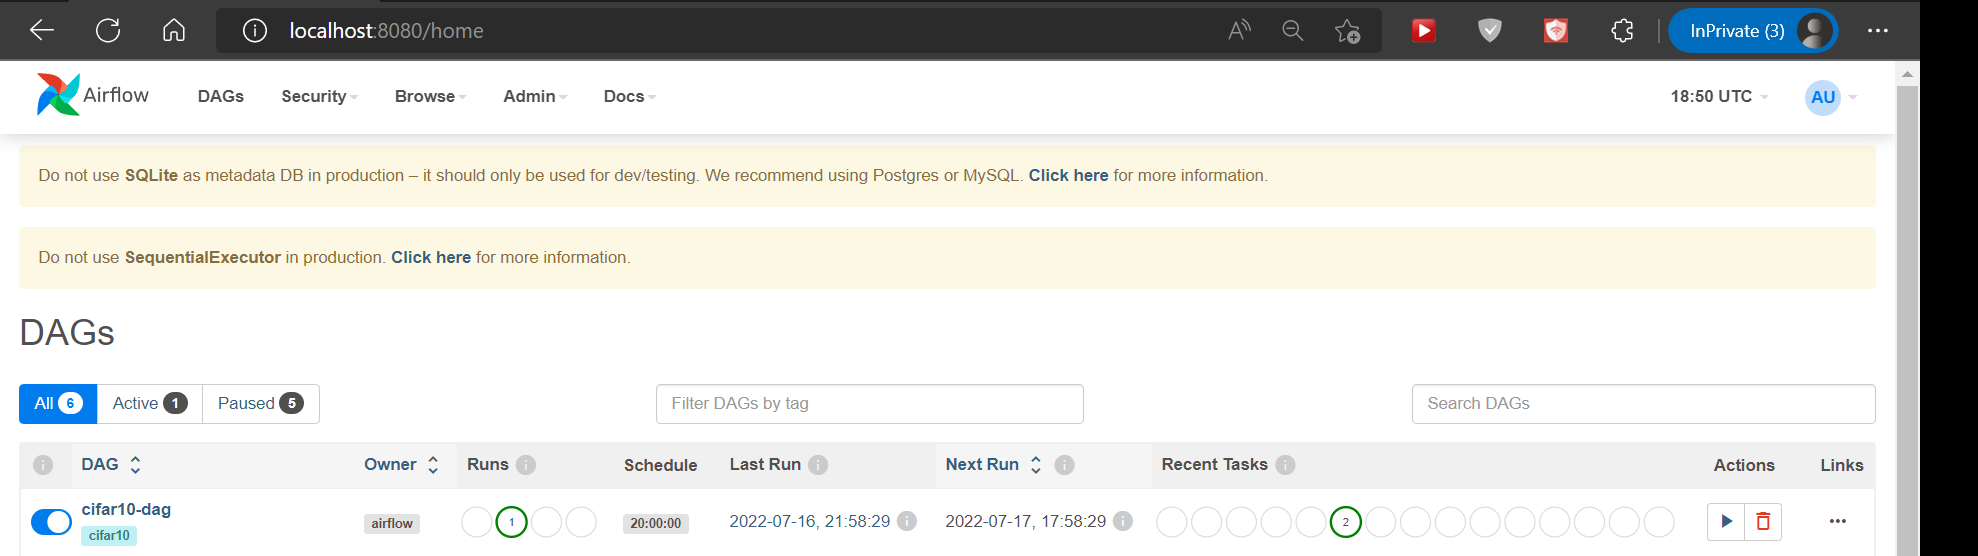 localhost:8080/home
InPrivate (3)
Airflow DAGs Security Browse Admin Docs 18:50 UTC AU
Do not use SQLite as metadata DB in production – it should only be used for dev/testing. We recommend using Postgres or MySQL. Click here for more information.
Do not use SequentialExecutor in production. Click here for more information.
DAGs
All 6 Active 1 Paused 5 Filter DAGs by tag Search DAGs
DAG Owner Runs Schedule Last Run Next Run Recent Tasks Actions Links
cifar10-dag
airflow 1 20:00:00 2022-07-16, 21:58:29 2022-07-17, 17:58:29 2
cifar10